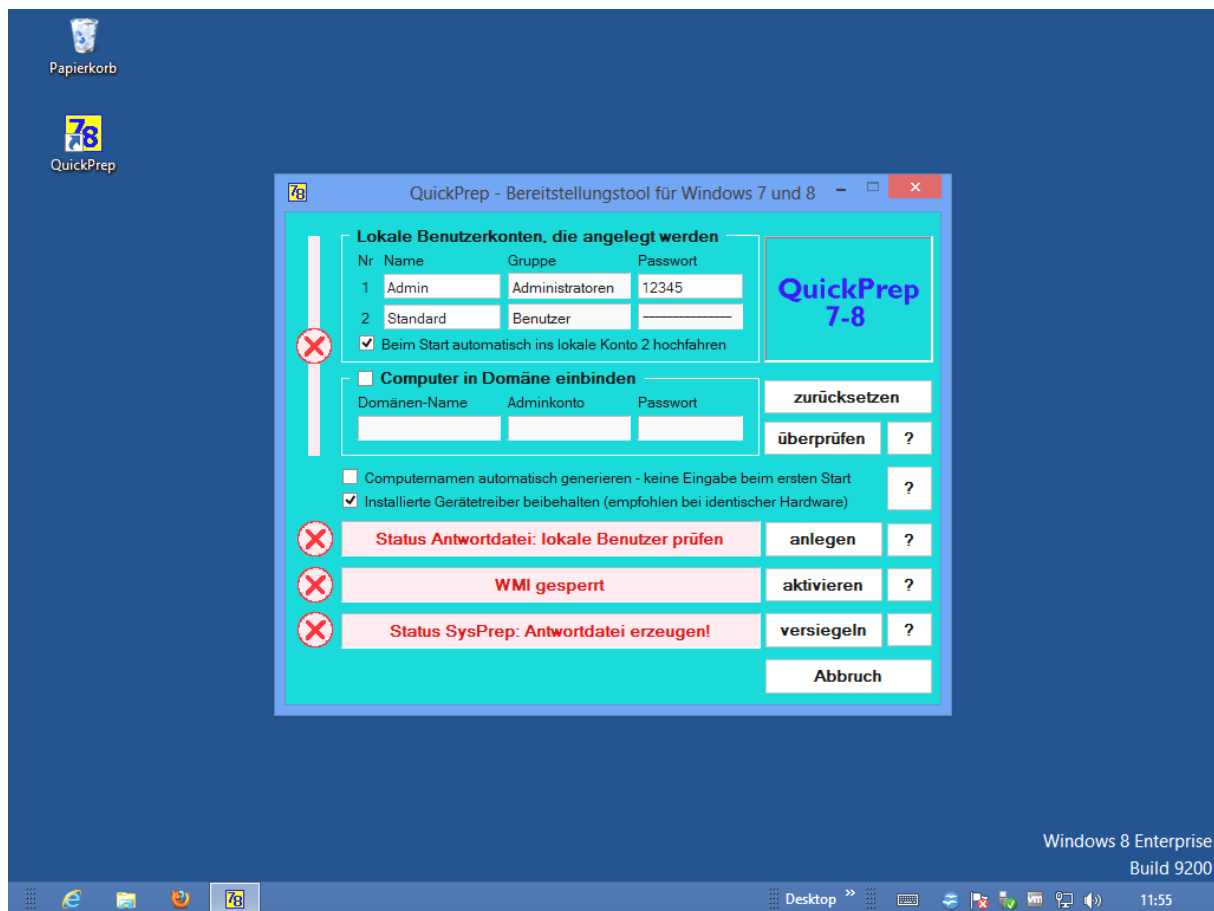 Papierkorb
78
QuickPrep
78
QuickPrep - Bereitstellungstool für Windows 7 und 8
Lokale Benutzerkonten, die angelegt werden
Nr Name Gruppe Passwort
1 Admin Administratoren 12345
2 Standard Benutzer ---------------
Beim Start automatisch ins lokale Konto 2 hochfahren
QuickPrep
7-8
Computer in Domäne einbinden
Domänen-Name Adminkonto Passwort
zurücksetzen
überprüfen ?
Computernamen automatisch generieren - keine Eingabe beim ersten Start
Installierte Gerätetreiber beibehalten (empfohlen bei identischer Hardware)
?
Status Antwortdatei: lokale Benutzer prüfen anlegen ?
WMI gesperrt aktivieren ?
Status SysPrep: Antwortdatei erzeugen! versiegeln ?
Abbruch
Windows 8 Enterprise
Build 9200
78 Desktop » vm 11:55